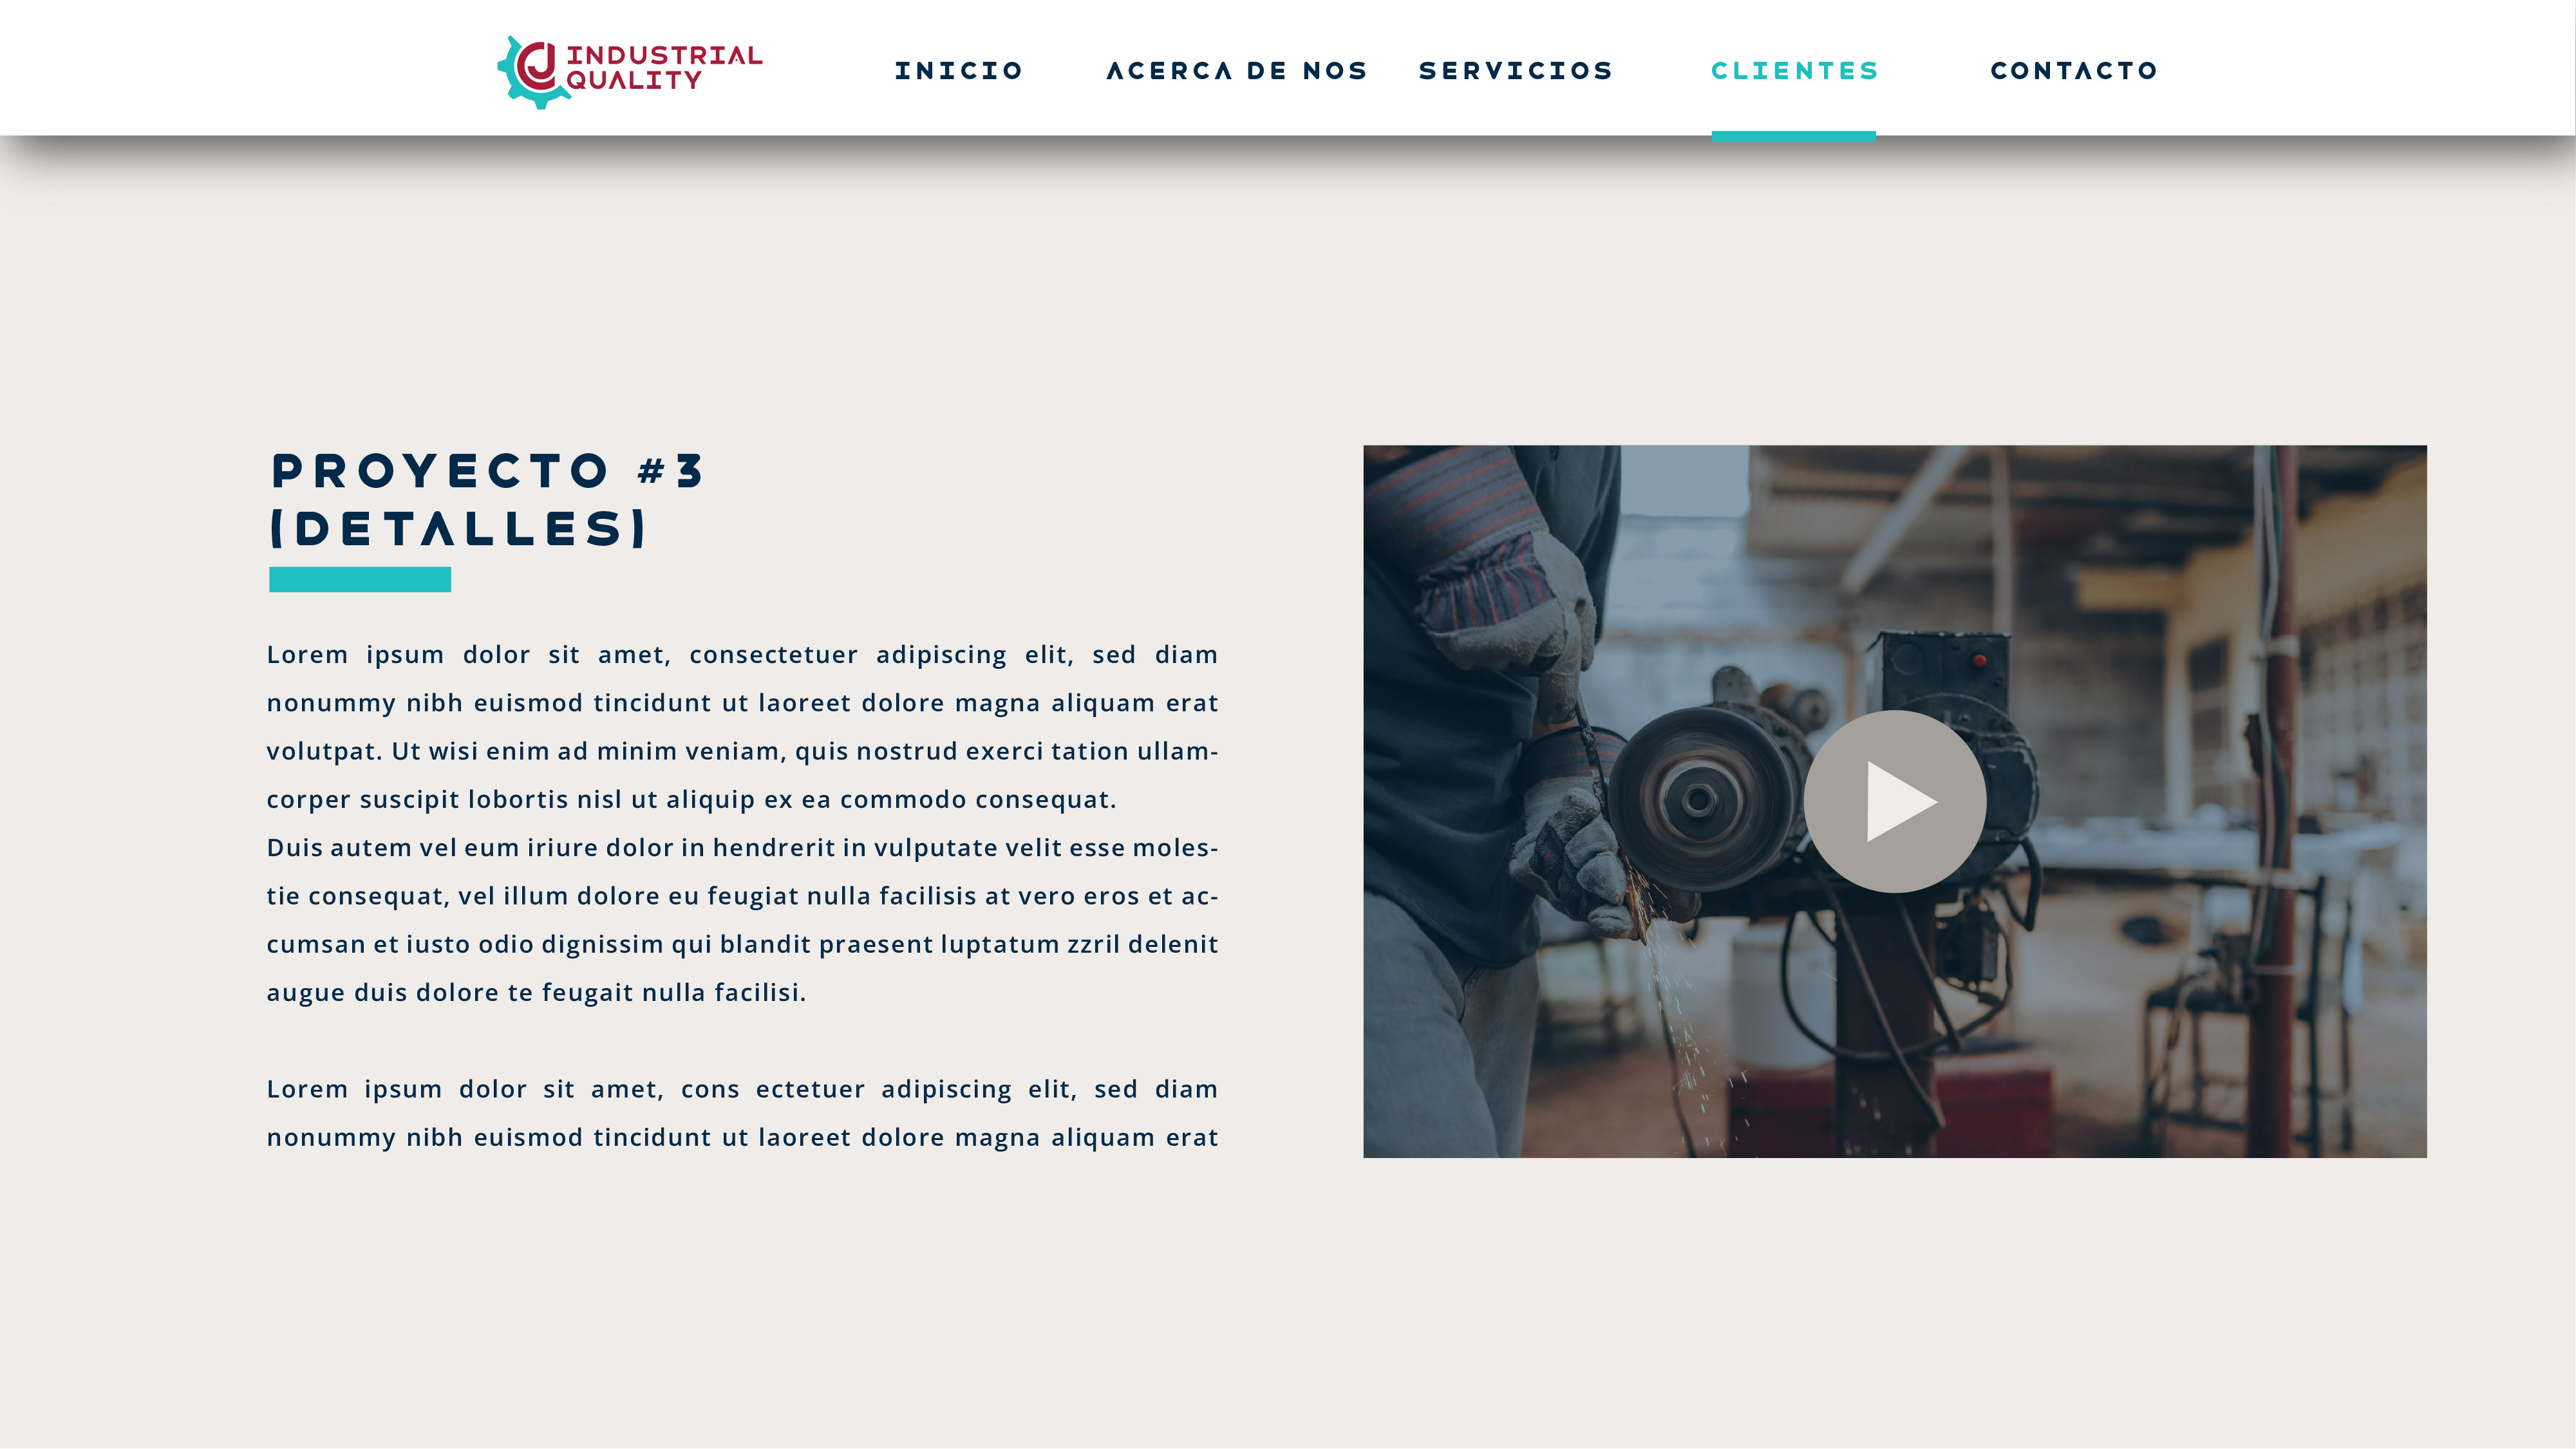 INDUSTRIAL
QUALITY
INICIO
ACERCA DE NOS
SERVICIOS
CLIENTES
CONTACTO
PROYECTO #3
(DETALLES)
Lorem ipsum dolor sit amet, consectetuer adipiscing elit, sed diam
nonummy nibh euismod tincidunt ut laoreet dolore magna aliquam erat
volutpat. Ut wisi enim ad minim veniam, quis nostrud exerci tation ullam-
corper suscipit lobortis nisl ut aliquip ex ea commodo consequat.
Duis autem vel eum iriure dolor in hendrerit in vulputate velit esse moles-
tie consequat, vel illum dolore eu feugiat nulla facilisis at vero eros et ac-
cumsan et iusto odio dignissim qui blandit praesent luptatum zzril delenit
augue duis dolore te feugait nulla facilisi.
Lorem ipsum dolor sit amet, cons ectetuer adipiscing elit, sed diam
nonummy nibh euismod tincidunt ut laoreet dolore magna aliquam erat